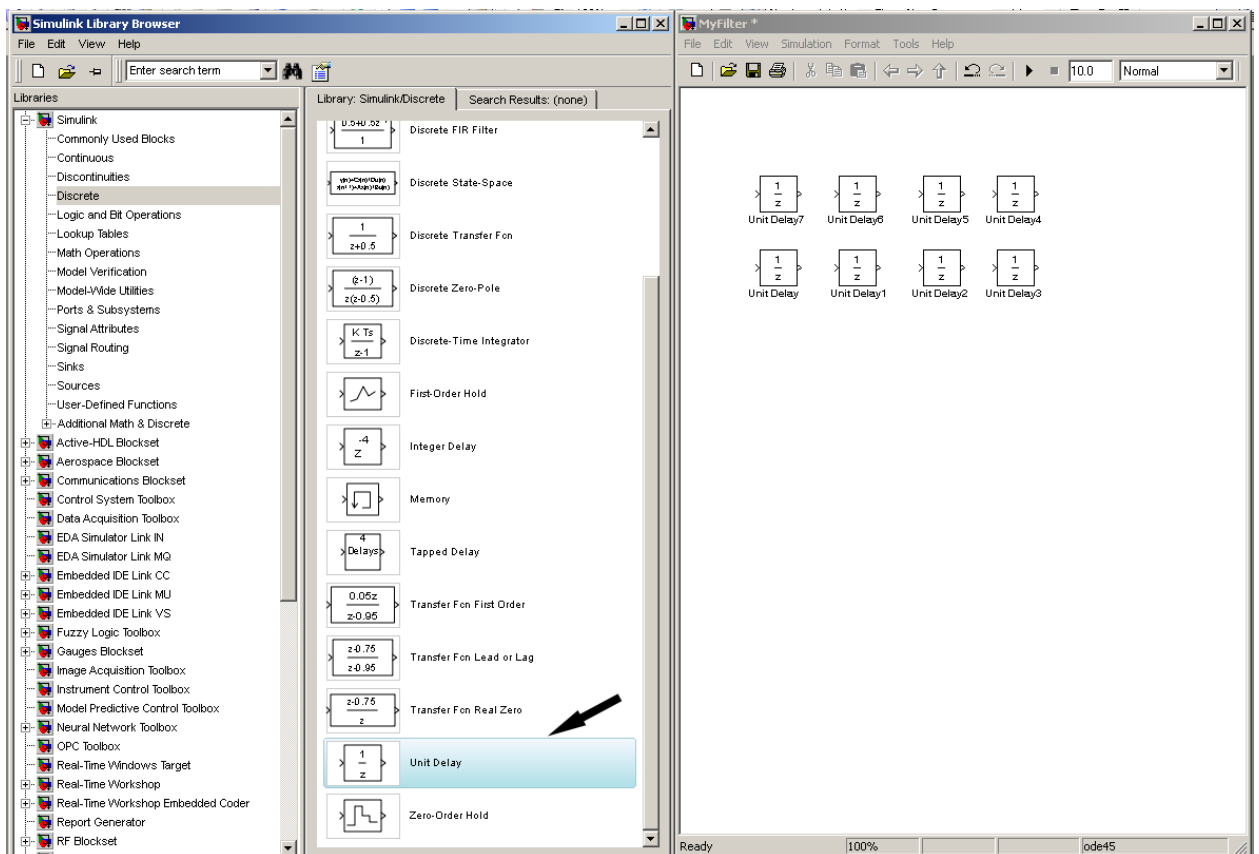 Simulink Library Browser
File Edit View Help
Enter search term
Libraries
Simulink
Commonly Used Blocks
Continuous
Discontinuities
Discrete
Logic and Bit Operations
Lookup Tables
Math Operations
Model Verification
Model-Wide Utilities
Ports & Subsystems
Signal Attributes
Signal Routing
Sinks
Sources
User-Defined Functions
Additional Math & Discrete
Active-HDL Blockset
Aerospace Blockset
Communications Blockset
Control System Toolbox
Data Acquisition Toolbox
EDA Simulator Link IN
EDA Simulator Link MQ
Embedded IDE Link CC
Embedded IDE Link MU
Embedded IDE Link VS
Fuzzy Logic Toolbox
Gauges Blockset
Image Acquisition Toolbox
Instrument Control Toolbox
Model Predictive Control Toolbox
Neural Network Toolbox
OPC Toolbox
Real-Time Windows Target
Real-Time Workshop
Real-Time Workshop Embedded Coder
Report Generator
RF Blockset
Library: Simulink/Discrete Search Results: (none)
1
Discrete FIR Filter
Discrete State-Space
1
z+0.5
Discrete Transfer Fcn
(z-1)
z(z-0.5)
Discrete Zero-Pole
K Ts
z-1
Discrete-Time Integrator
First-Order Hold
z -4
Integer Delay
Memory
4
Delays
Tapped Delay
0.05z
z-0.95
Transfer Fcn First Order
z-0.75
z-0.95
Transfer Fcn Lead or Lag
z-0.75
z
Transfer Fcn Real Zero
1
z
Unit Delay
Zero-Order Hold
MyFilter *
File Edit View Simulation Format Tools Help
10.0 Normal
1 1 1 1
z z z z
Unit Delay7 Unit Delay6 Unit Delay5 Unit Delay4
1 1 1 1
z z z z
Unit Delay Unit Delay1 Unit Delay2 Unit Delay3
Ready 100% ode45